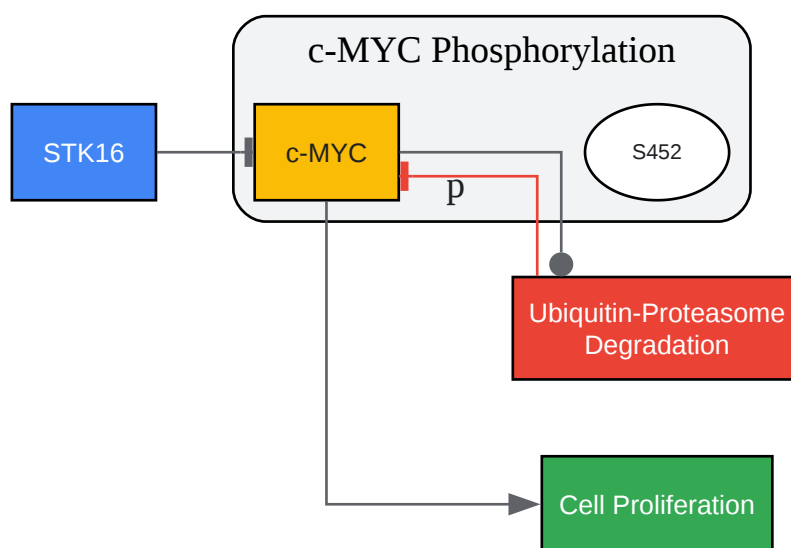 c-MYC Phosphorylation
STK16
c-MYC
S452
p
Ubiquitin-Proteasome
Degradation
Cell Proliferation